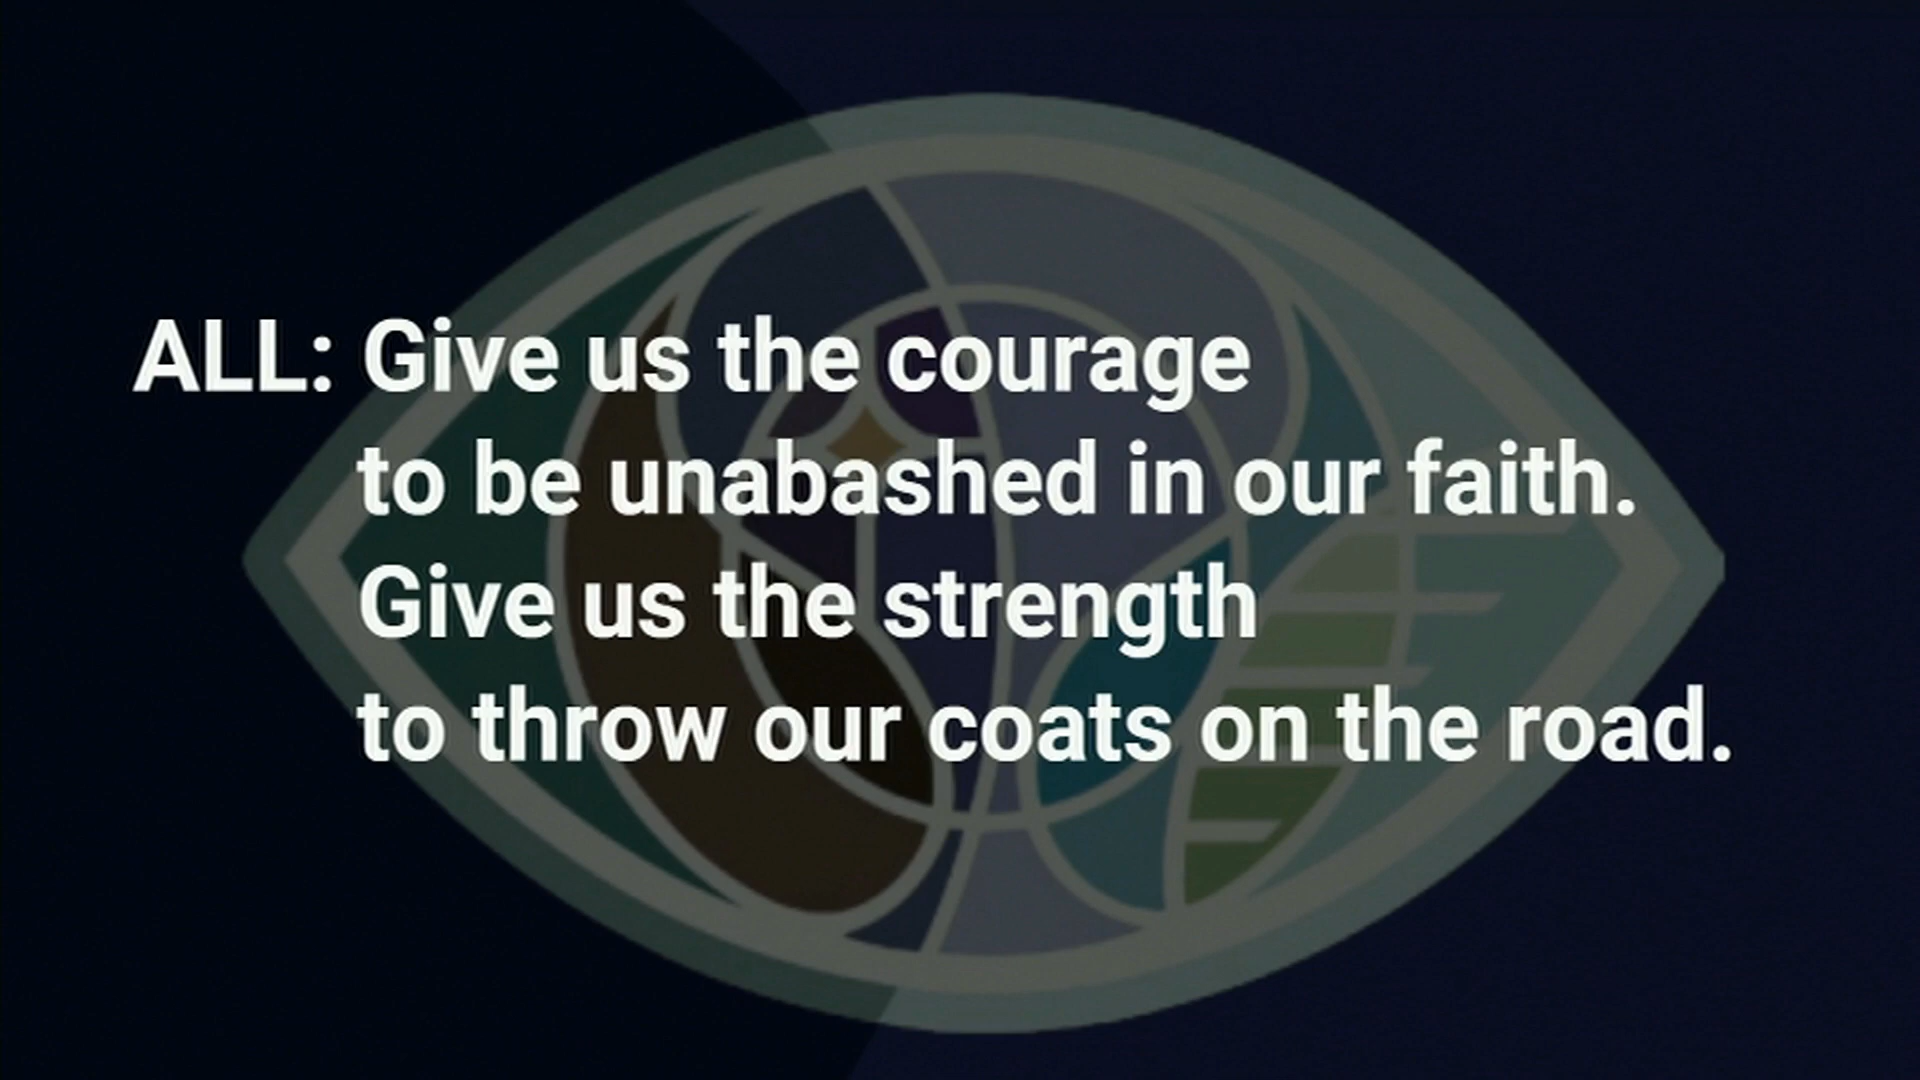 ALL: Give us the courage
to be unabashed in our faith.
Give us the strength
to throw our coats on the road.